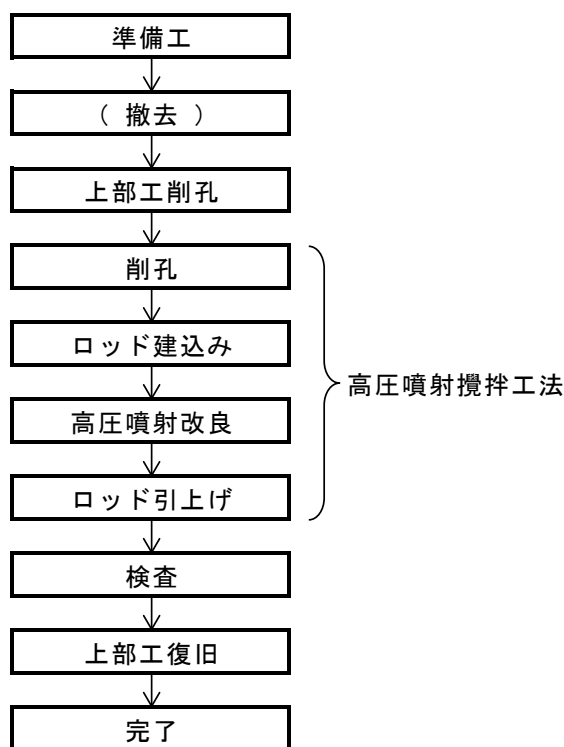 準備工
（ 撤去 ）
上部工削孔
削孔
ロッド建込み
高圧噴射攪拌工法
高圧噴射改良
ロッド引上げ
検査
上部工復旧
完了